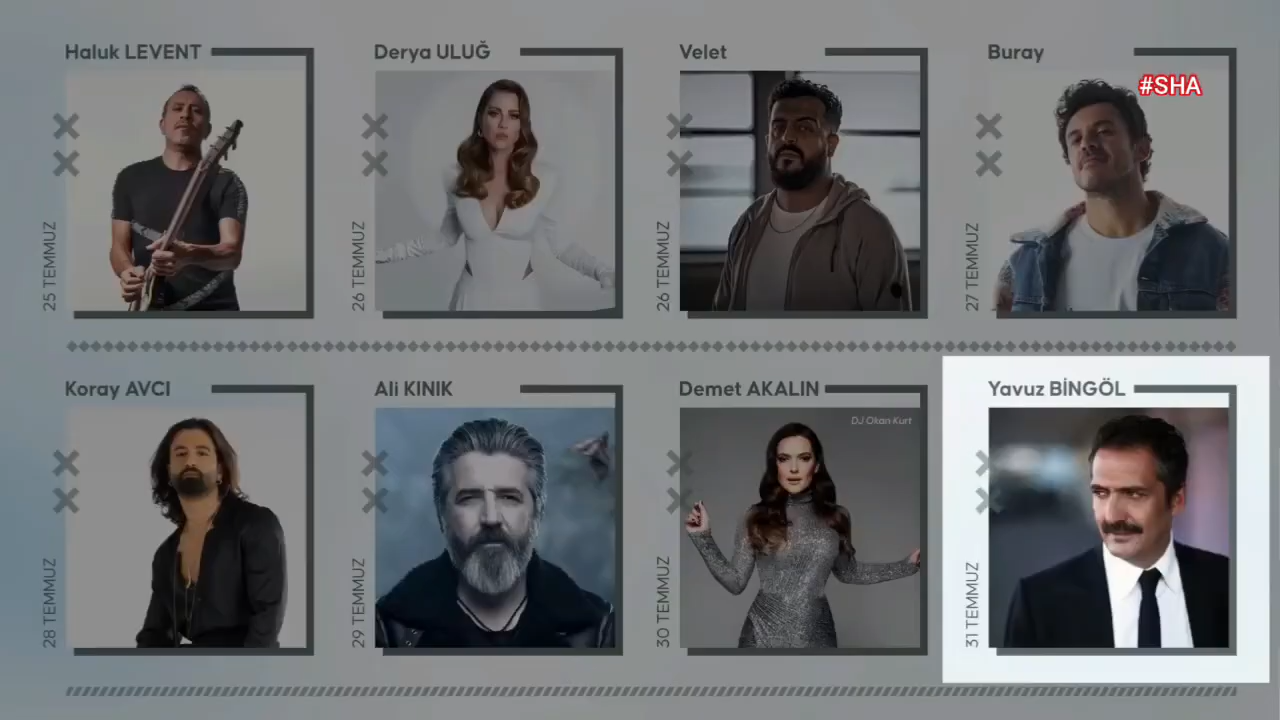 Haluk LEVENT
25 TEMMUZ
Derya ULUĞ
26 TEMMUZ
Velet
26 TEMMUZ
Buray
#SHA
27 TEMMUZ
Koray AVCI
28 TEMMUZ
Ali KINIK
29 TEMMUZ
Demet AKALIN
DJ Okan Kurt
30 TEMMUZ
Yavuz BİNGÖL
31 TEMMUZ